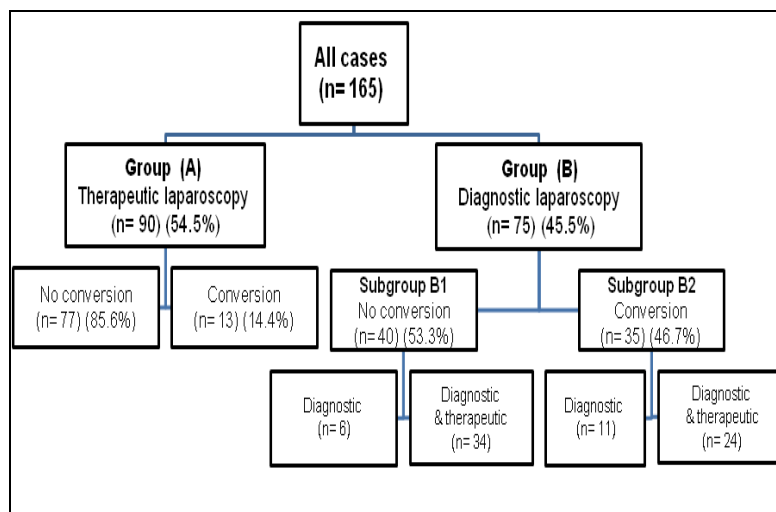 All cases
(n= 165)
Group (A)
Therapeutic laparoscopy
(n= 90) (54.5%)
Group (B)
Diagnostic laparoscopy
(n= 75) (45.5%)
No conversion
(n= 77) (85.6%)
Conversion
(n= 13) (14.4%)
Subgroup B1
No conversion
(n= 40) (53.3%)
Subgroup B2
Conversion
(n= 35) (46.7%)
Diagnostic
(n= 6)
Diagnostic
& therapeutic
(n= 34)
Diagnostic
(n= 11)
Diagnostic
& therapeutic
(n= 24)